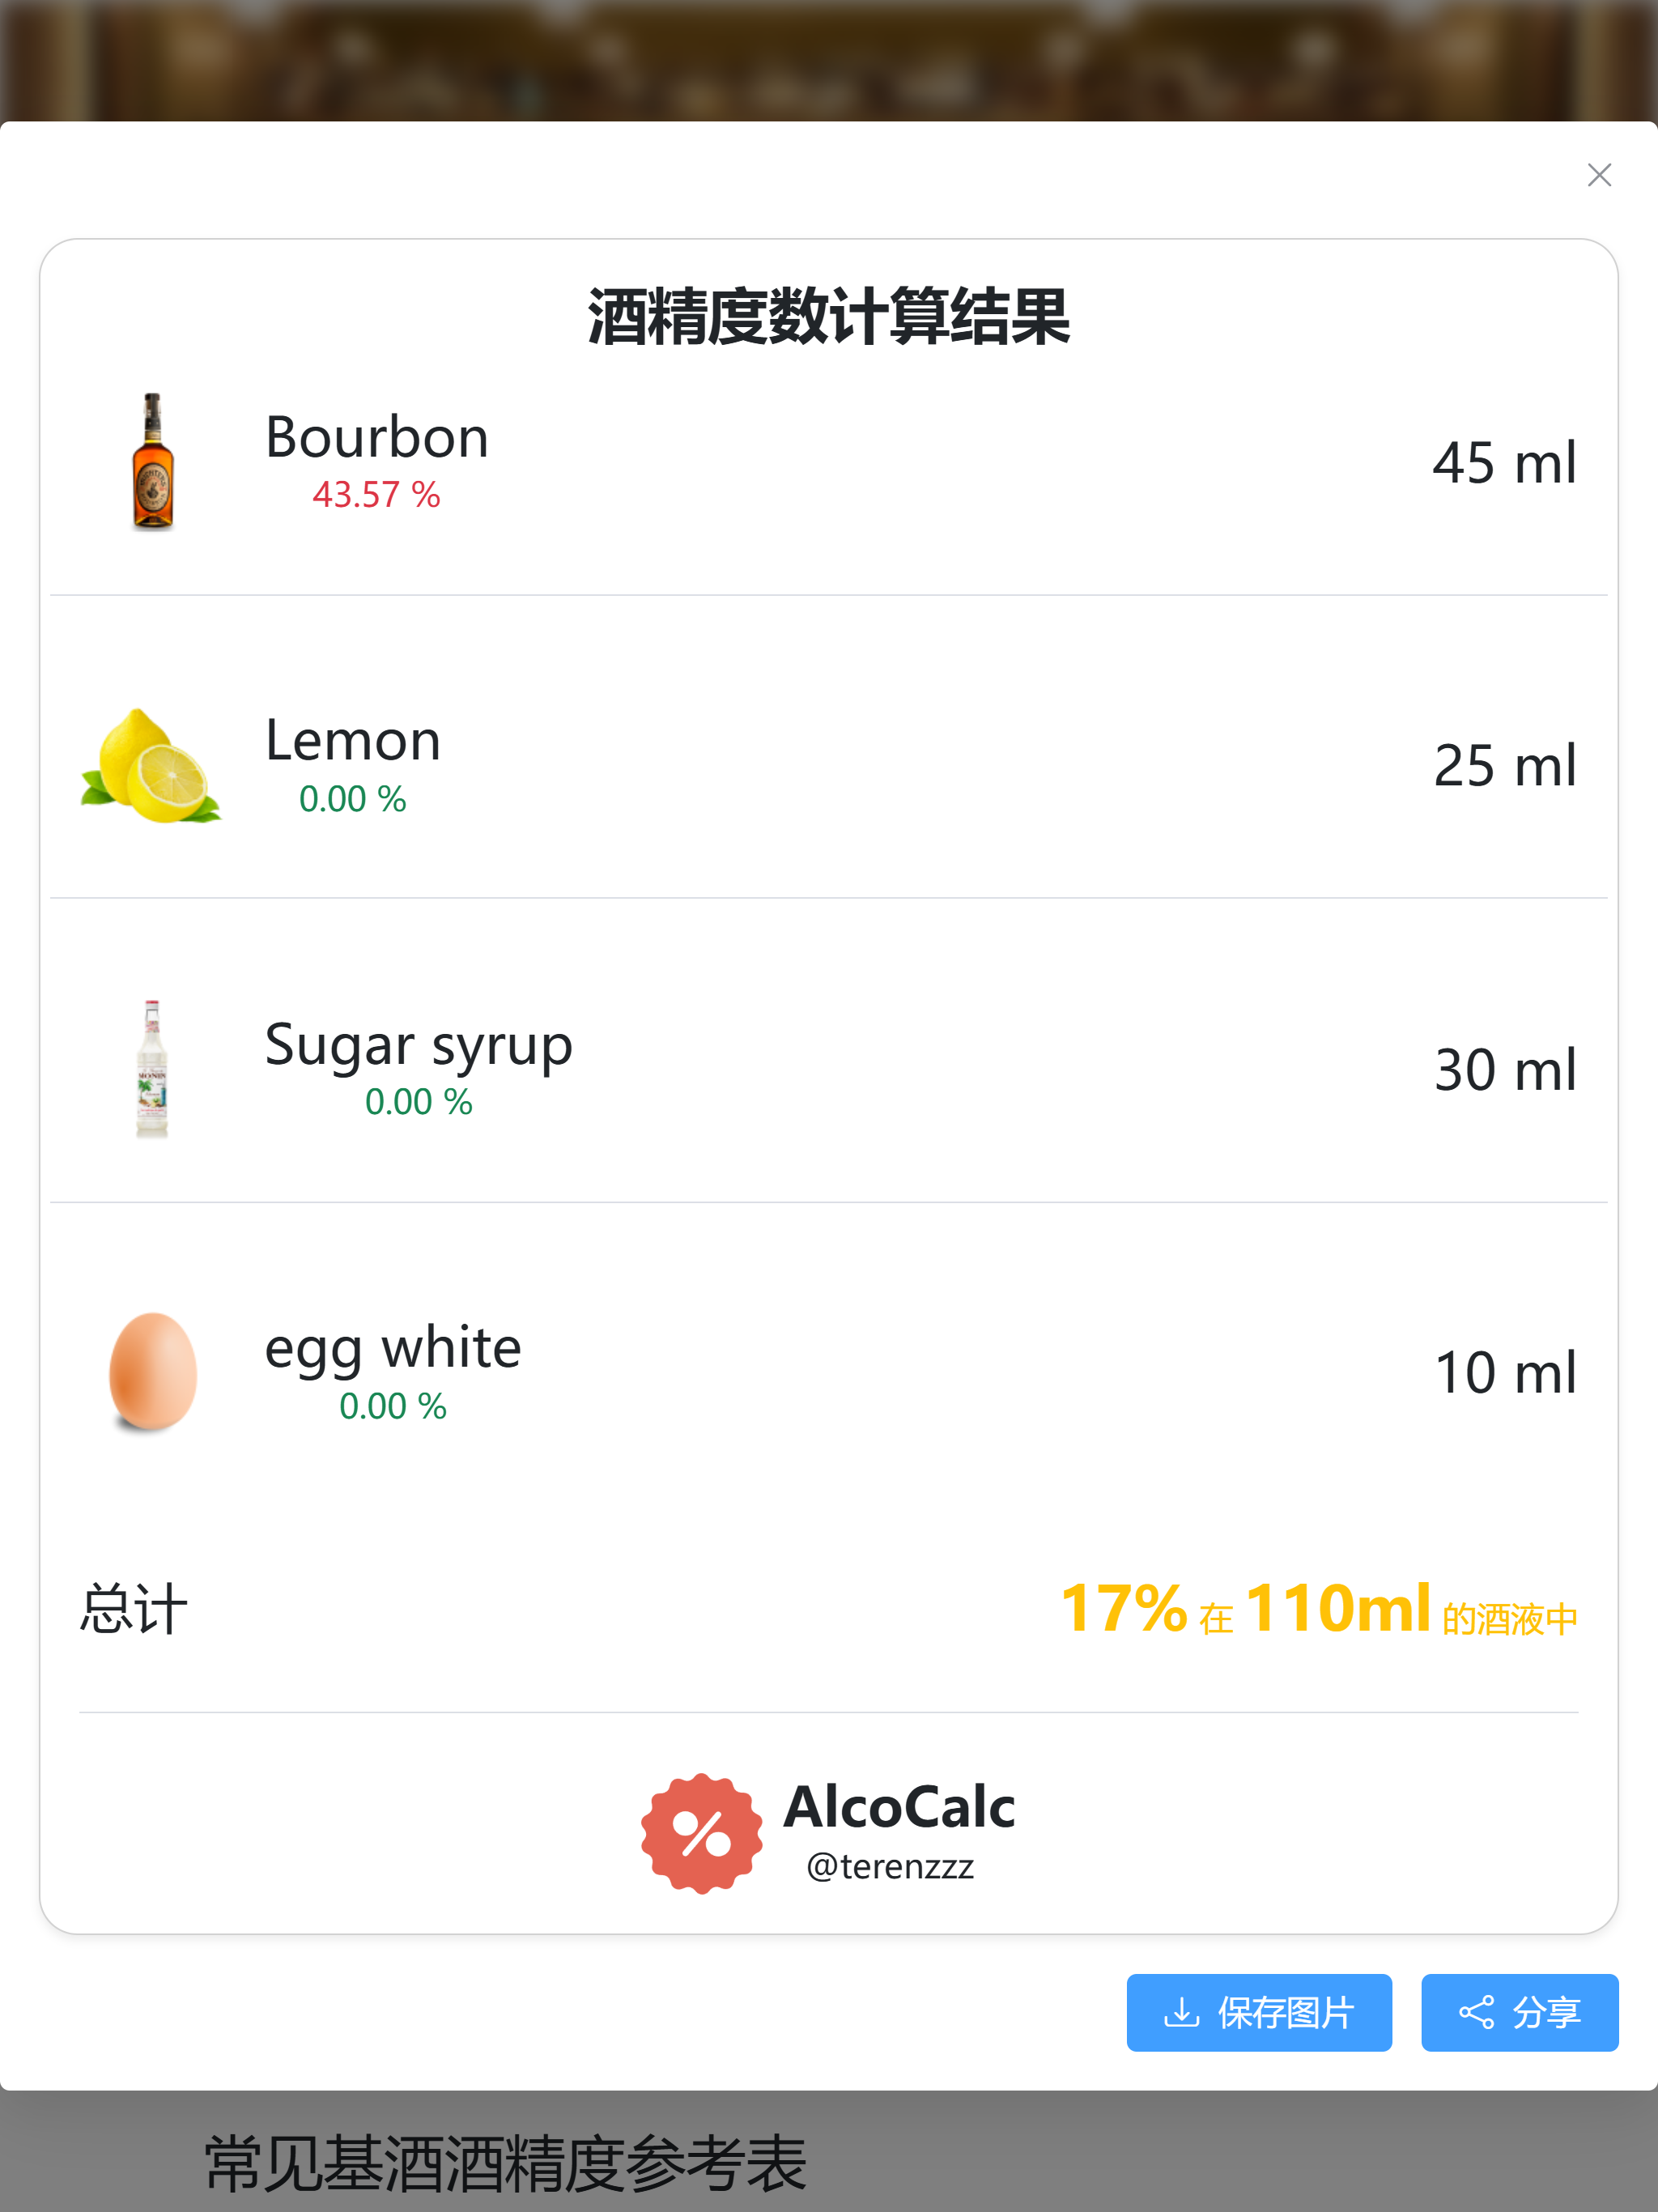 酒精度数计算结果
Bourbon
43.57 %
45 ml
Lemon
0.00 %
25 ml
Sugar syrup
0.00 %
30 ml
egg white
0.00 %
10 ml
总计
17% 在 110ml 的酒液中
AlcoCalc
@terenzzz
保存图片
分享
常见基酒酒精度参考表